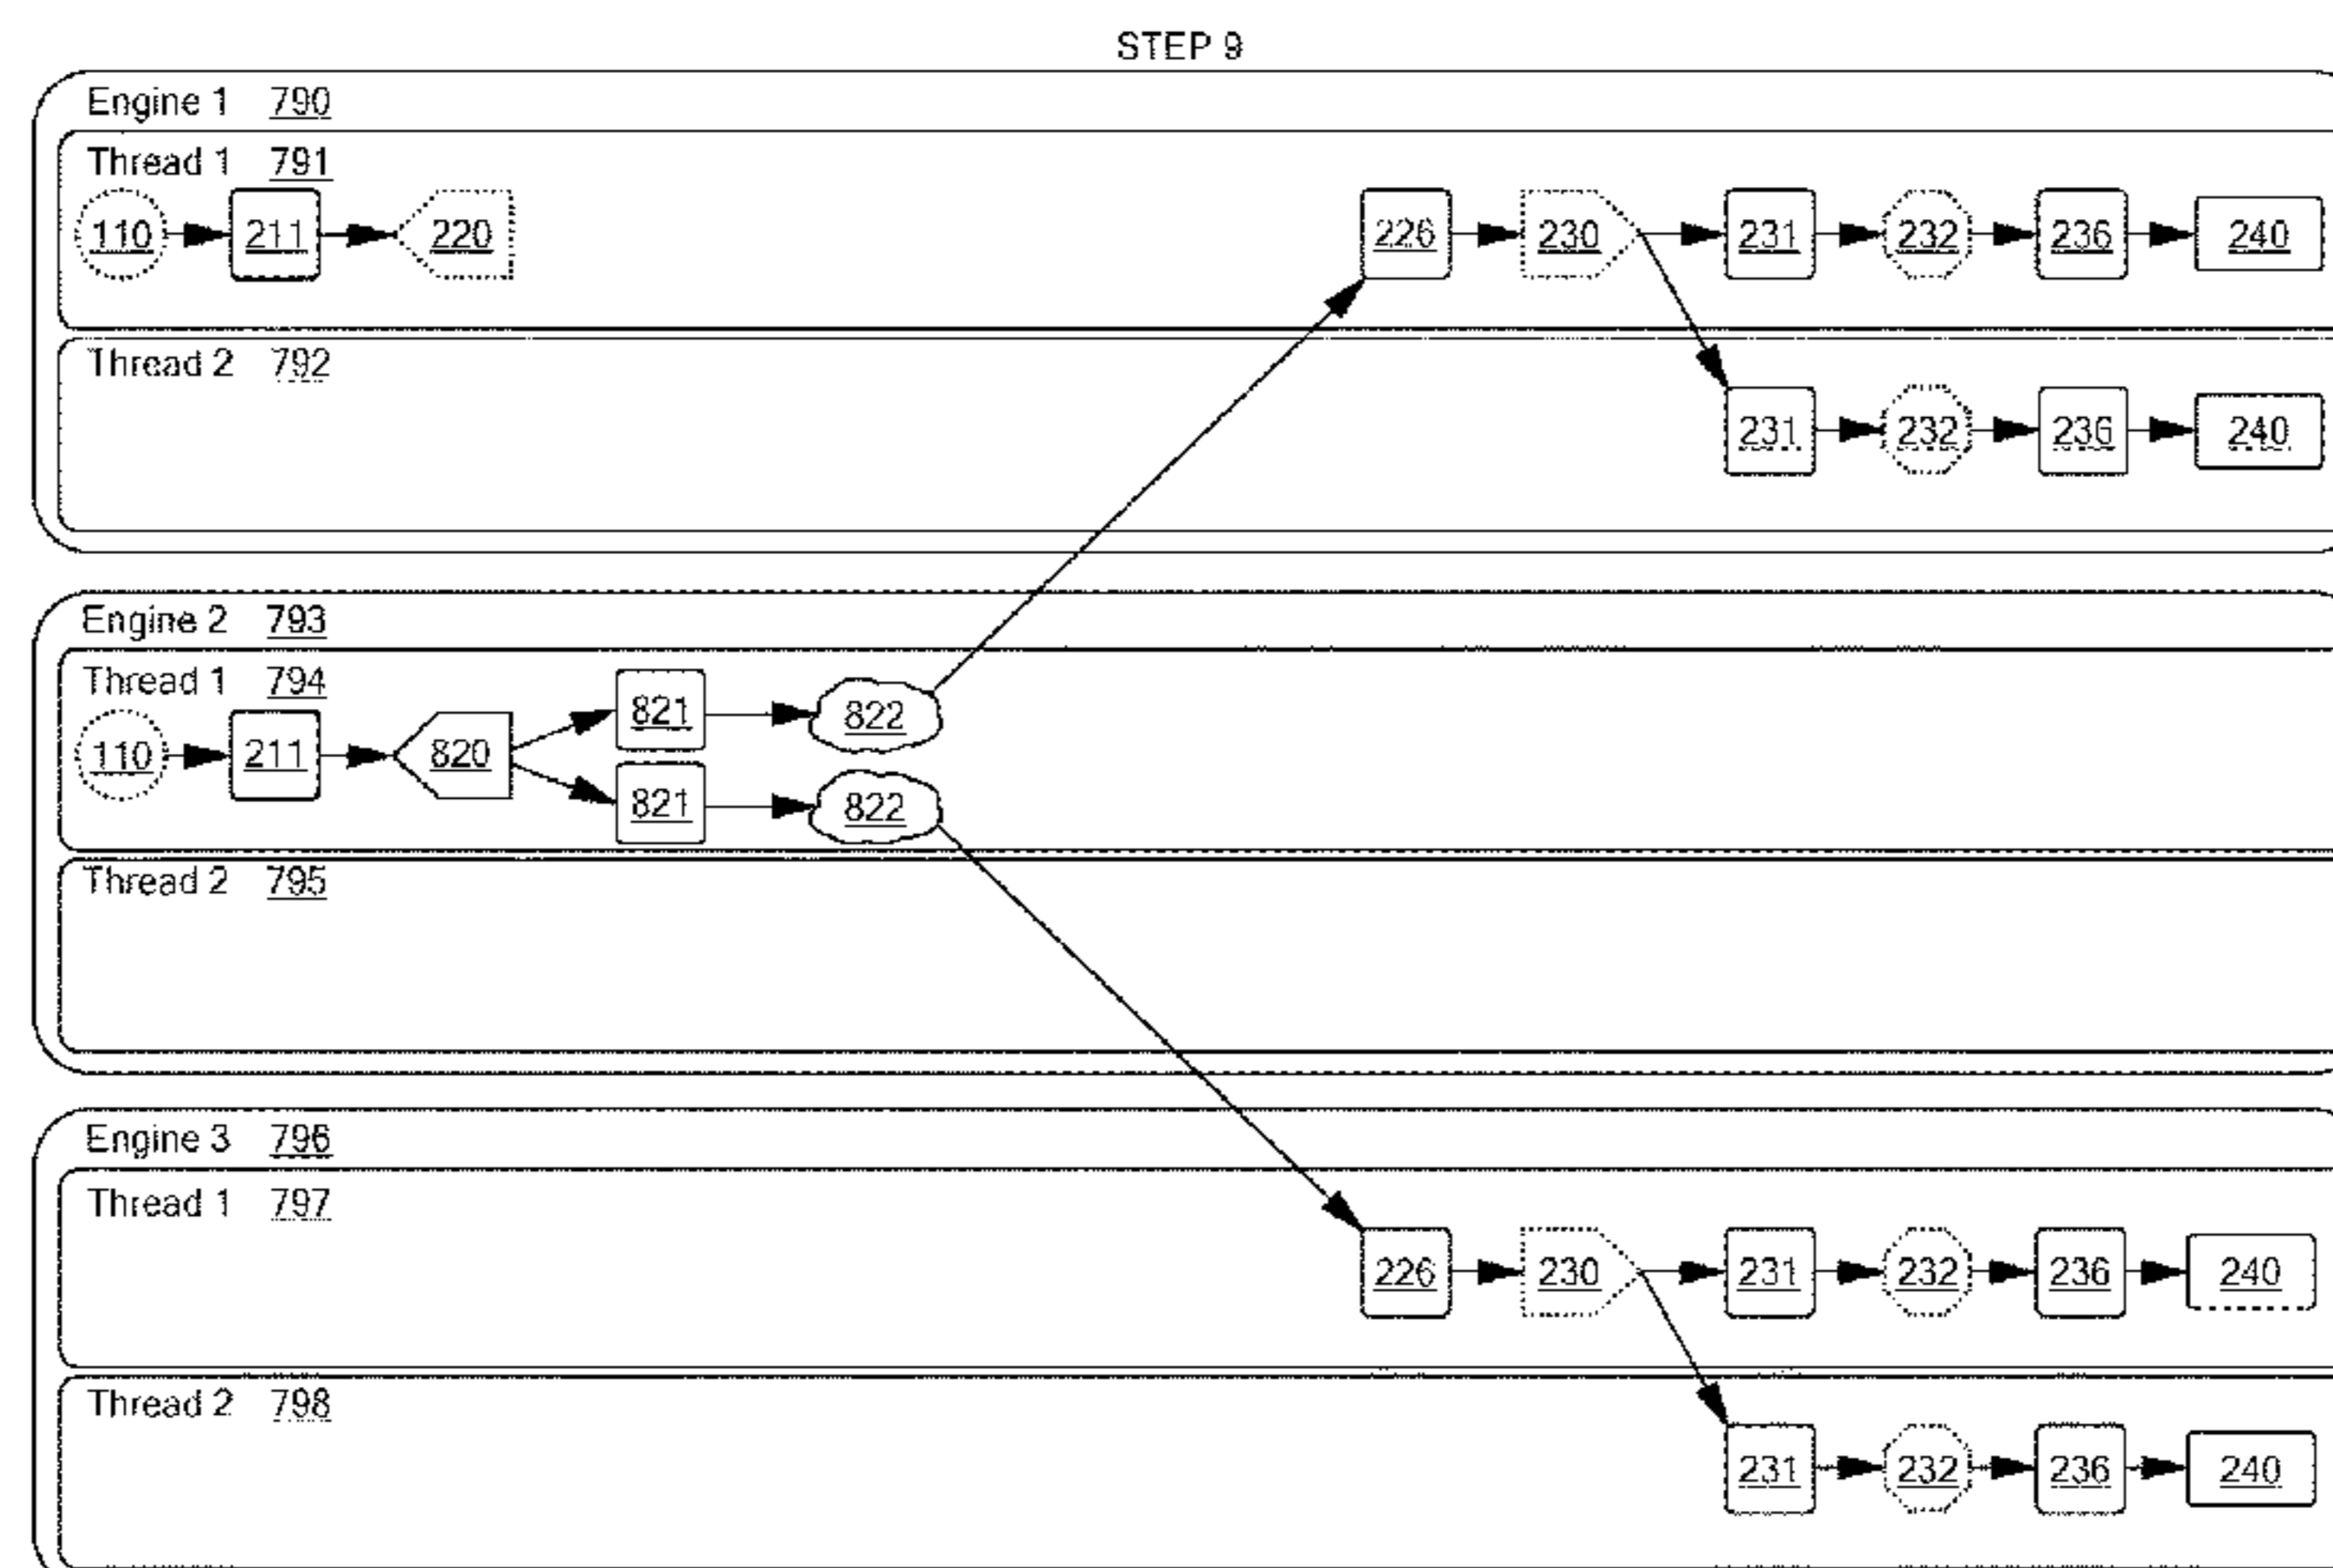 STEP 9
Engine 1 790
Thread 1 791
110 211 220 226 230 231 232 236 240
Thread 2 792
231 232 236 240
Engine 2 793
Thread 1 794
821 822
110 211 820
821 822
Thread 2 795
Engine 3 796
Thread 1 797
226 230 231 232 236 240
Thread 2 798
231 232 236 240